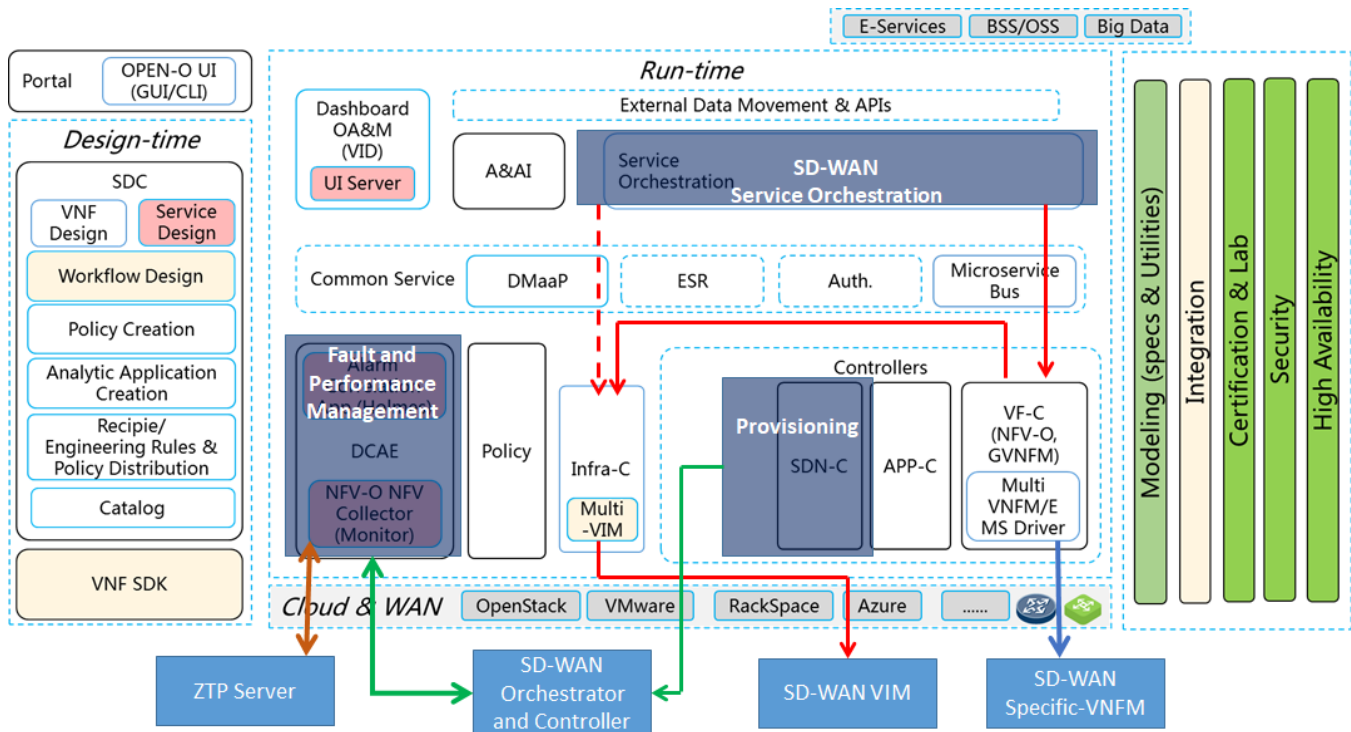 E-Services
BSS/OSS
Big Data
Portal
OPEN-O UI
(GUI/CLI)
Design-time
SDC
VNF
Design
Service
Design
Workflow Design
Policy Creation
Analytic Application
Creation
Recipie/
Engineering Rules &
Policy Distribution
Catalog
VNF SDK
Run-time
Dashboard
OA&M
(VID)
UI Server
External Data Movement & APIs
A&AI
Service
Orchestration
SD-WAN
Service Orchestration
Common Service
DMaaP
ESR
Auth.
Microservice
Bus
Fault and
Performance
Management
Alarm
App (Holmes)
DCAE
NFV-O NFV
Collector
(Monitor)
Policy
Infra-C
Multi
-VIM
Controllers
Provisioning
SDN-C
APP-C
VF-C
(NFV-O,
GVNFM)
Multi
VNFM/E
MS Driver
Cloud & WAN
OpenStack
VMware
RackSpace
Azure
......
Modeling (specs & Utilities)
Integration
Certification & Lab
Security
High Availability
ZTP Server
SD-WAN
Orchestrator
and Controller
SD-WAN VIM
SD-WAN
Specific-VNFM